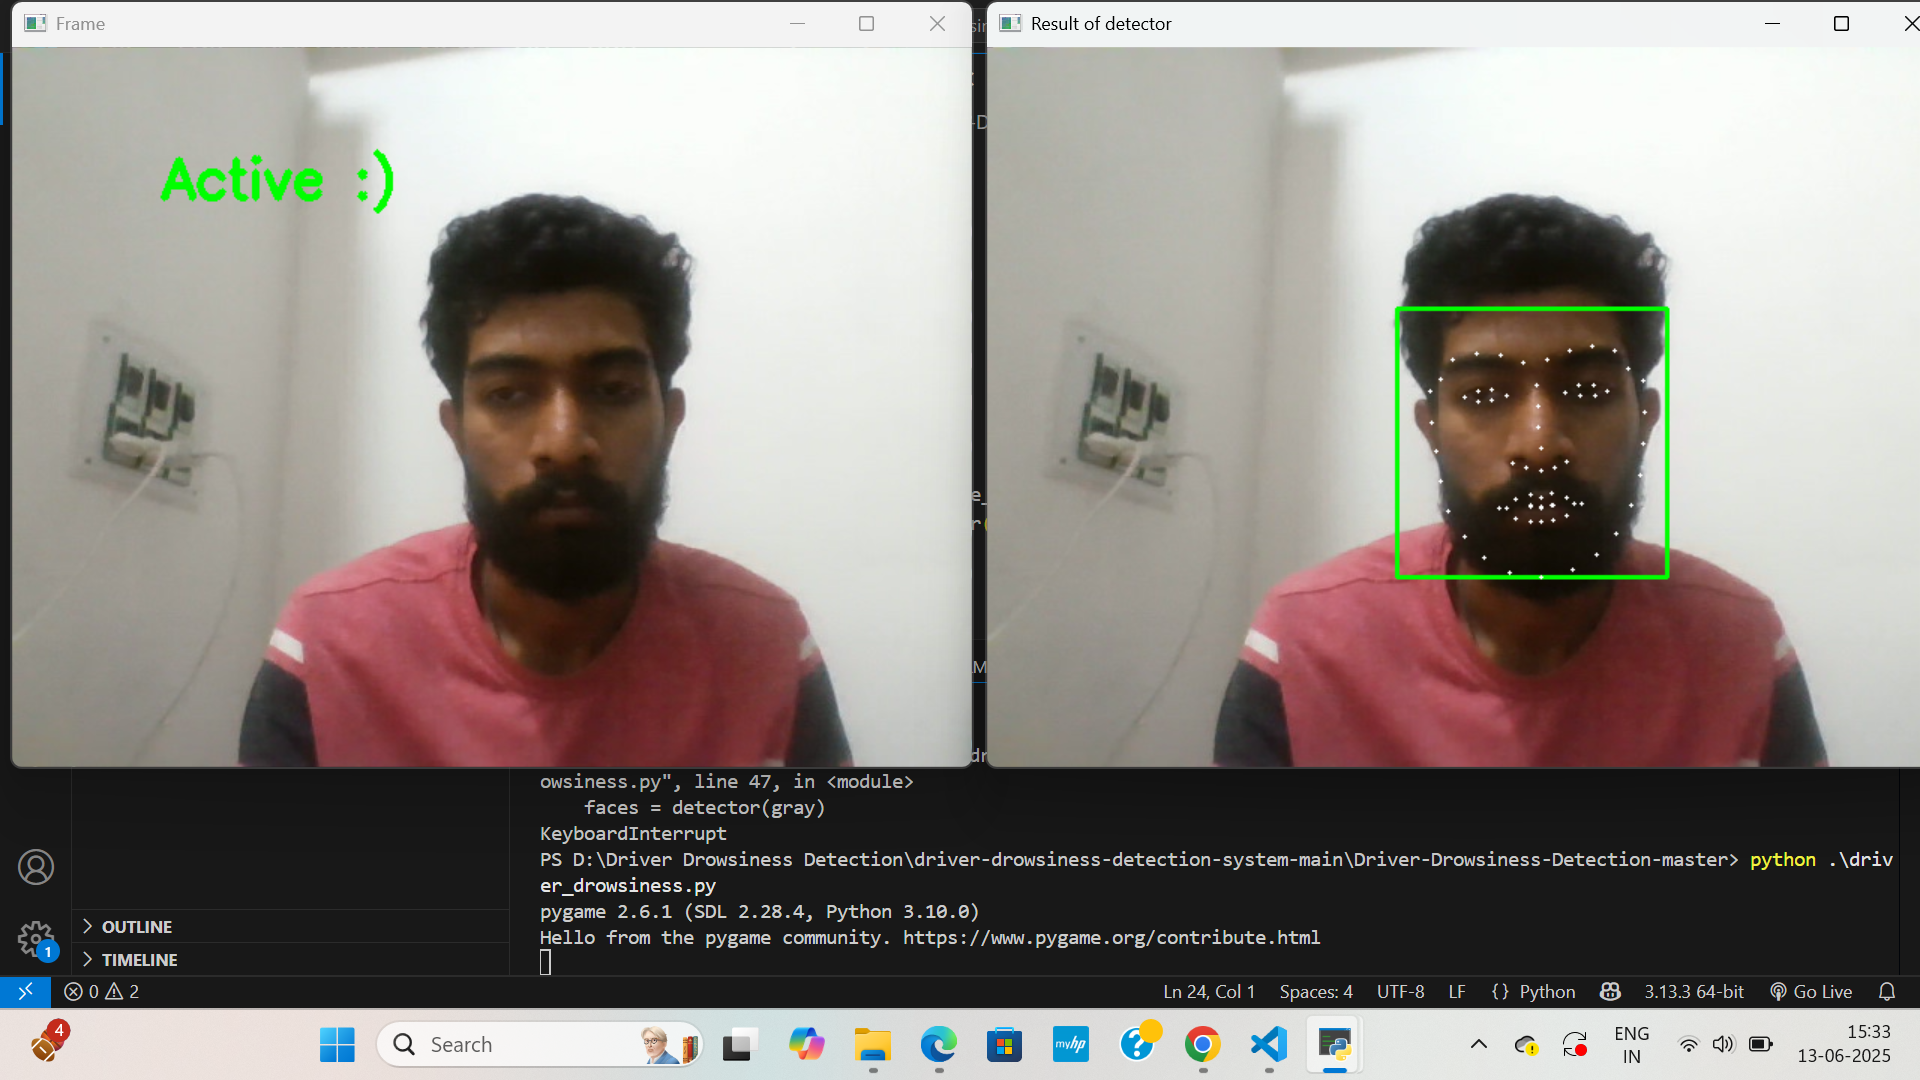 Frame
Result of detector
Active :)
owsiness.py", line 47, in <module>
faces = detector(gray)
KeyboardInterrupt
PS D:\Driver Drowsiness Detection\driver-drowsiness-detection-system-main\Driver-Drowsiness-Detection-master> python .\driv
er_drowsiness.py
pygame 2.6.1 (SDL 2.28.4, Python 3.10.0)
Hello from the pygame community. https://www.pygame.org/contribute.html
OUTLINE
TIMELINE
1
0 2
Ln 24, Col 1 Spaces: 4 UTF-8 LF {} Python 3.13.3 64-bit Go Live
4
Search
myhp
ENG
IN
15:33
13-06-2025